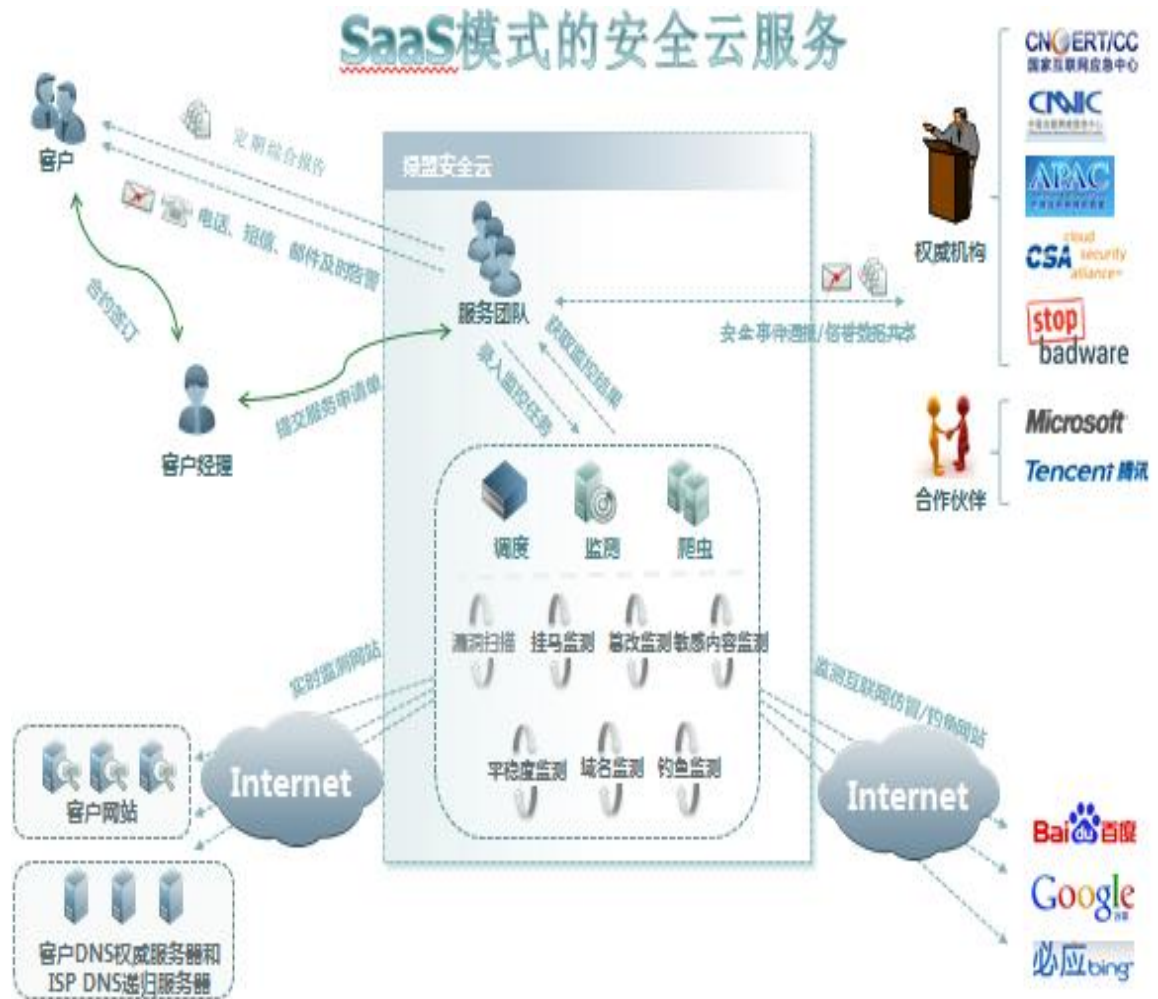 SaaS模式的安全云服务
客户
定期综合报告
电话、短信、邮件及时告警
合约签订
客户经理
提交服务申请单
绿盟安全云
服务团队
录入监控任务
获取监控结果
安全事件通报/信誉数据共享
权威机构
CNCERT/CC
国家互联网应急中心
CNNIC
APAC
CSA cloud
security
alliance
stop
badware
合作伙伴
Microsoft
Tencent 腾讯
调度
监测
爬虫
漏洞扫描
挂马监测
篡改监测
敏感内容监测
平稳度监测
域名监测
钓鱼监测
实时监测网站
Internet
客户网站
客户DNS权威服务器和
ISP DNS递归服务器
监测互联网仿冒/钓鱼网站
Internet
Bai du 百度
Google
必应bing